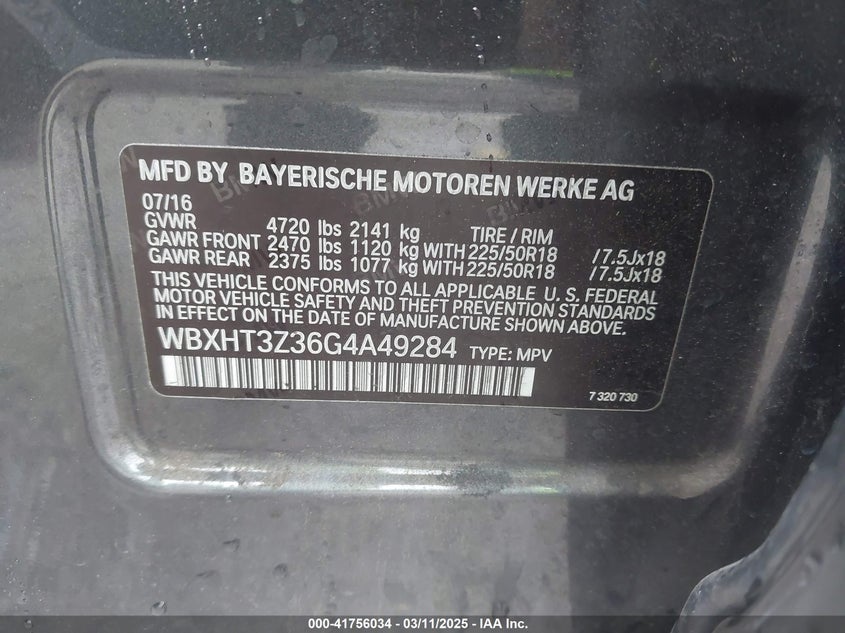 MFD BY BAYERISCHE MOTOREN WERKE AG
07/16
GVWR 4720 lbs 2141 kg TIRE / RIM
GAWR FRONT 2470 lbs 1120 kg WITH 225/50R18 /7.5Jx18
GAWR REAR 2375 lbs 1077 kg WITH 225/50R18 /7.5Jx18
THIS VEHICLE CONFORMS TO ALL APPLICABLE U. S. FEDERAL
MOTOR VEHICLE SAFETY AND THEFT PREVENTION STANDARDS
IN EFFECT ON THE DATE OF MANUFACTURE SHOWN ABOVE.
WBXHT3Z36G4A49284 TYPE: MPV
7 320 730
000-41756034 - 03/11/2025 - IAA Inc.